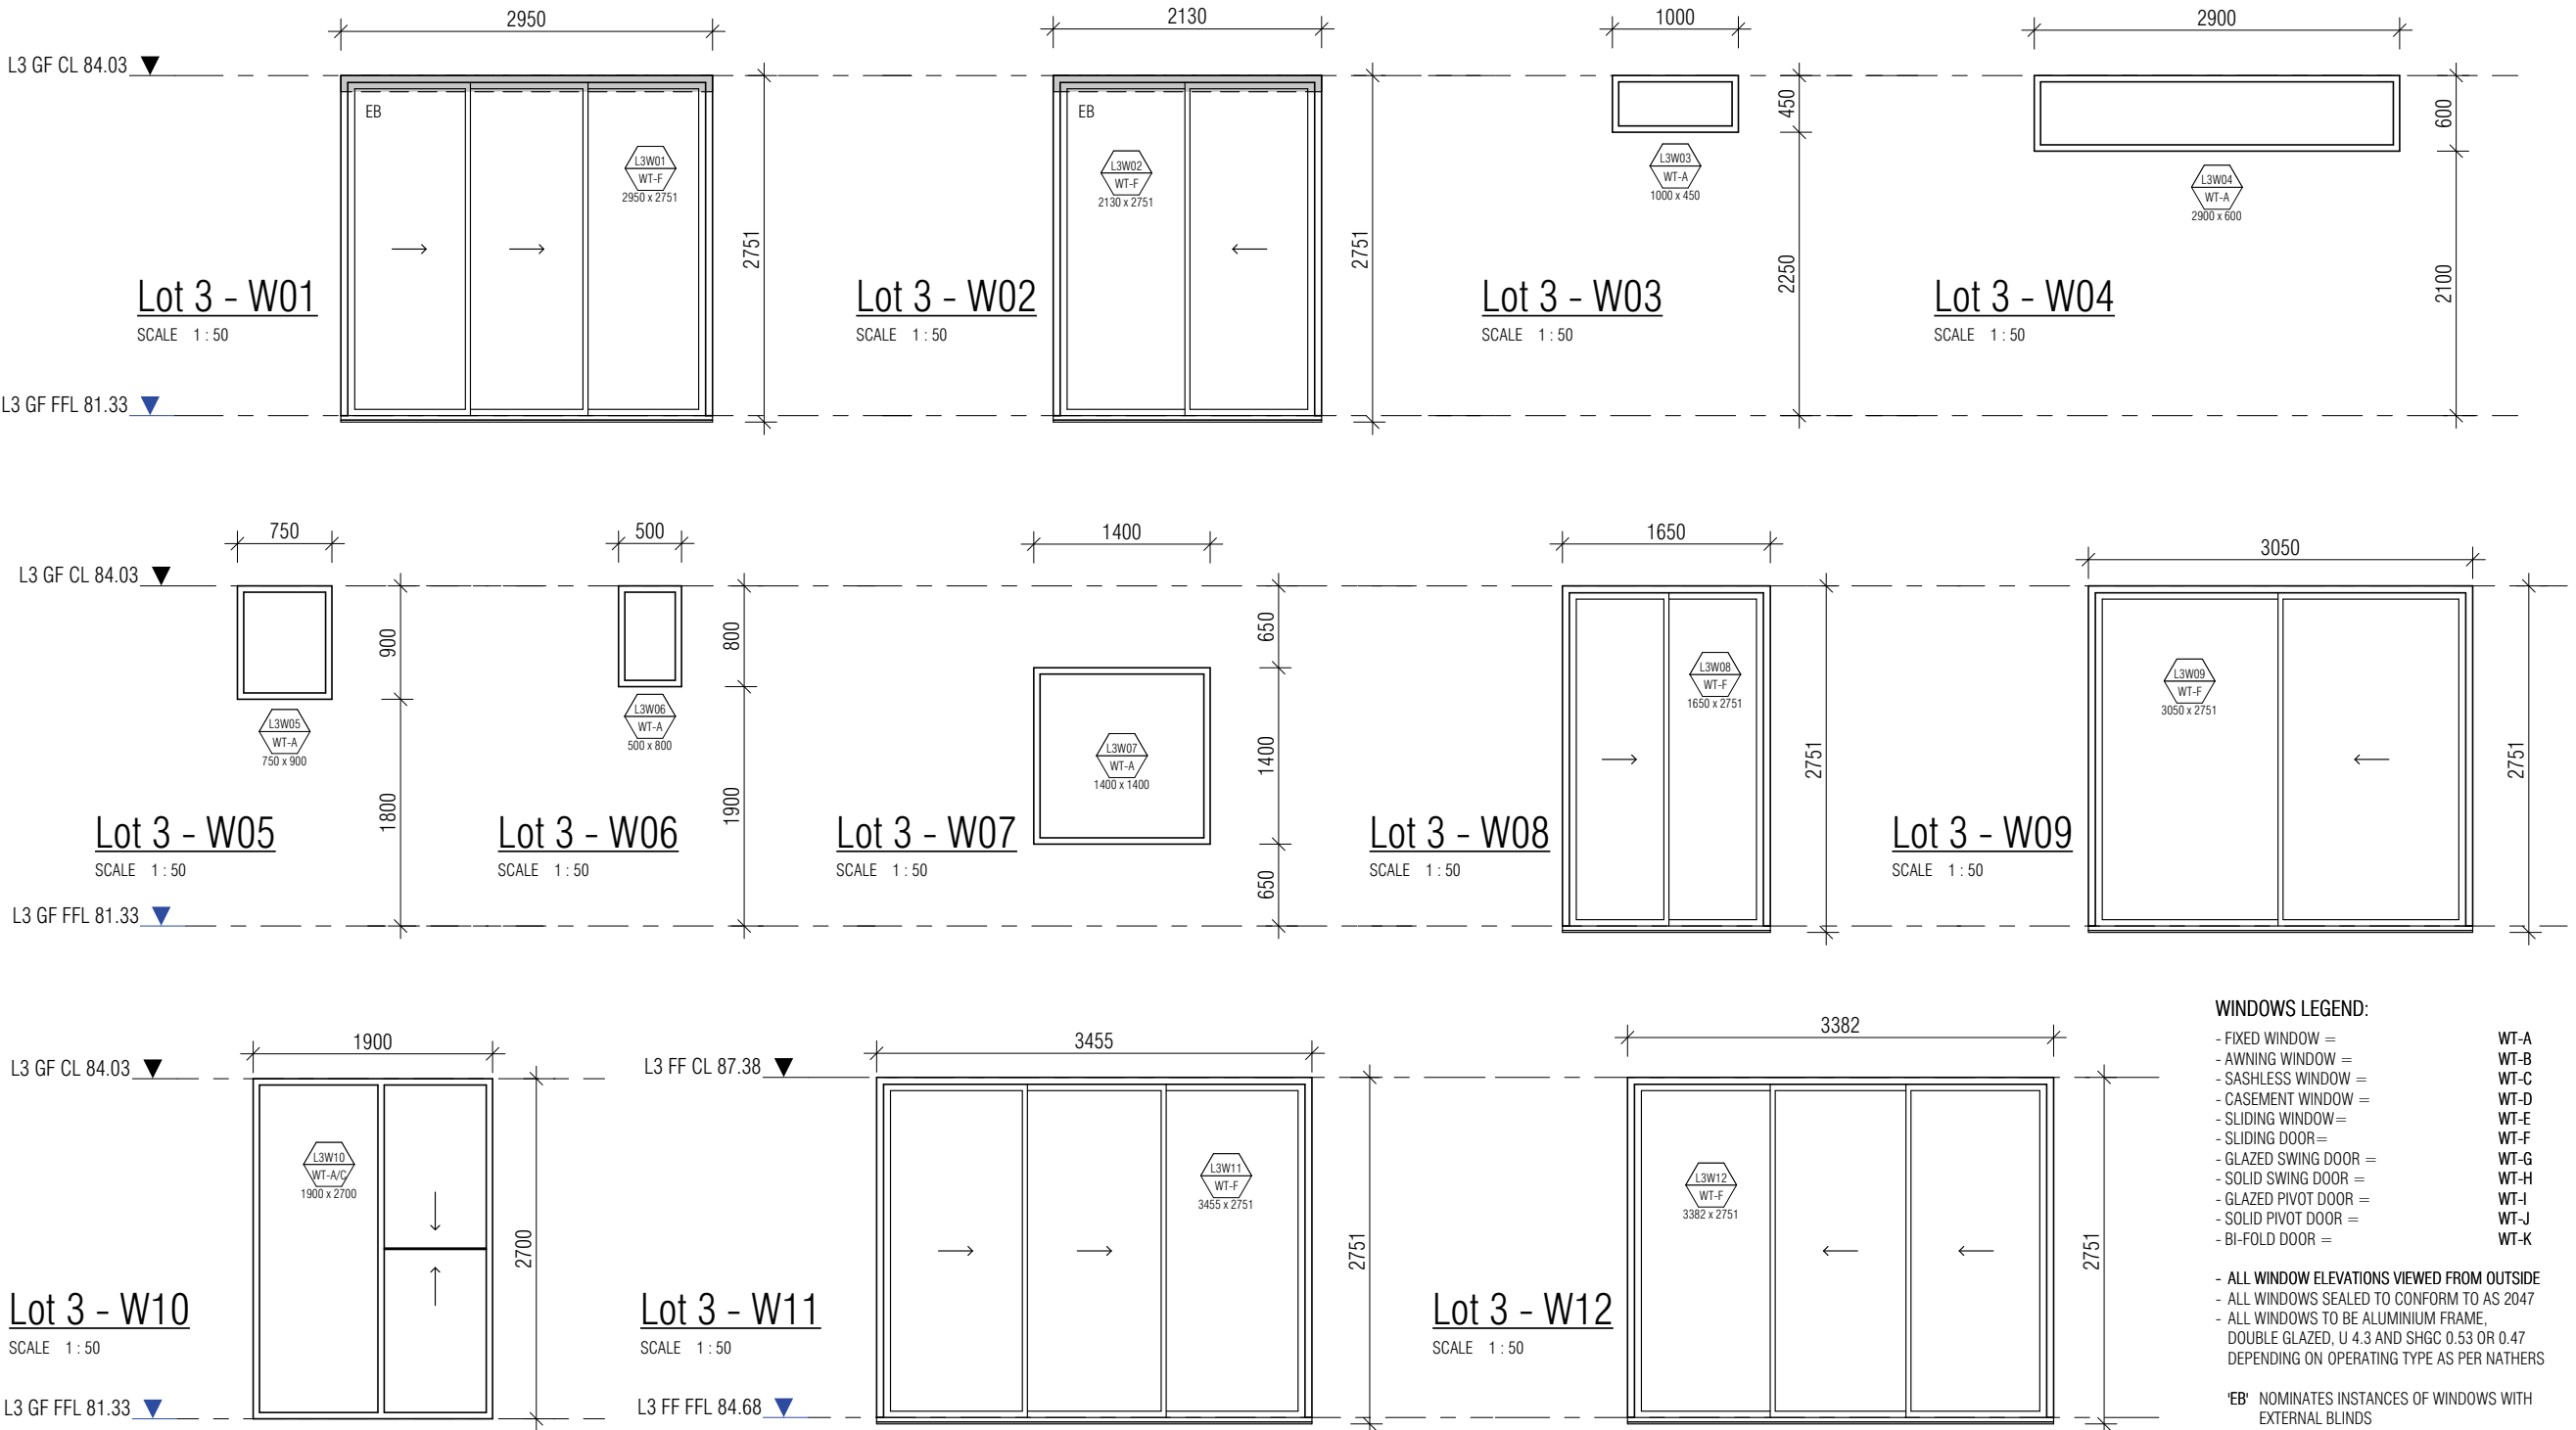 2950
2130
1000
2900
L3 GF CL 84.03
EB
EB
450
600
L3W01
WT-F
2950 x 2751
L3W02
WT-F
2130 x 2751
L3W03
WT-A
1000 x 450
L3W04
WT-A
2900 x 600
2751
2751
2250
2100
Lot 3 - W01
SCALE 1 : 50
Lot 3 - W02
SCALE 1 : 50
Lot 3 - W03
SCALE 1 : 50
Lot 3 - W04
SCALE 1 : 50
L3 GF FFL 81.33
750
500
1400
1650
3050
L3 GF CL 84.03
900
800
650
L3W05
WT-A
750 x 900
L3W06
WT-A
500 x 800
L3W07
WT-A
1400 x 1400
L3W08
WT-F
1650 x 2751
L3W09
WT-F
3050 x 2751
1800
1900
1400
2751
2751
650
Lot 3 - W05
SCALE 1 : 50
Lot 3 - W06
SCALE 1 : 50
Lot 3 - W07
SCALE 1 : 50
Lot 3 - W08
SCALE 1 : 50
Lot 3 - W09
SCALE 1 : 50
L3 GF FFL 81.33
1900
3455
3382
L3 GF CL 84.03
L3 FF CL 87.38
L3W10
WT-A/C
1900 x 2700
L3W11
WT-F
3455 x 2751
L3W12
WT-F
3382 x 2751
2700
2751
2751
Lot 3 - W10
SCALE 1 : 50
Lot 3 - W11
SCALE 1 : 50
Lot 3 - W12
SCALE 1 : 50
L3 GF FFL 81.33
L3 FF FFL 84.68
WINDOWS LEGEND:
- FIXED WINDOW = WT-A
- AWNING WINDOW = WT-B
- SASHLESS WINDOW = WT-C
- CASEMENT WINDOW = WT-D
- SLIDING WINDOW= WT-E
- SLIDING DOOR= WT-F
- GLAZED SWING DOOR = WT-G
- SOLID SWING DOOR = WT-H
- GLAZED PIVOT DOOR = WT-I
- SOLID PIVOT DOOR = WT-J
- BI-FOLD DOOR = WT-K
- ALL WINDOW ELEVATIONS VIEWED FROM OUTSIDE
- ALL WINDOWS SEALED TO CONFORM TO AS 2047
- ALL WINDOWS TO BE ALUMINIUM FRAME,
DOUBLE GLAZED, U 4.3 AND SHGC 0.53 OR 0.47
DEPENDING ON OPERATING TYPE AS PER NATHERS
'EB' NOMINATES INSTANCES OF WINDOWS WITH
EXTERNAL BLINDS